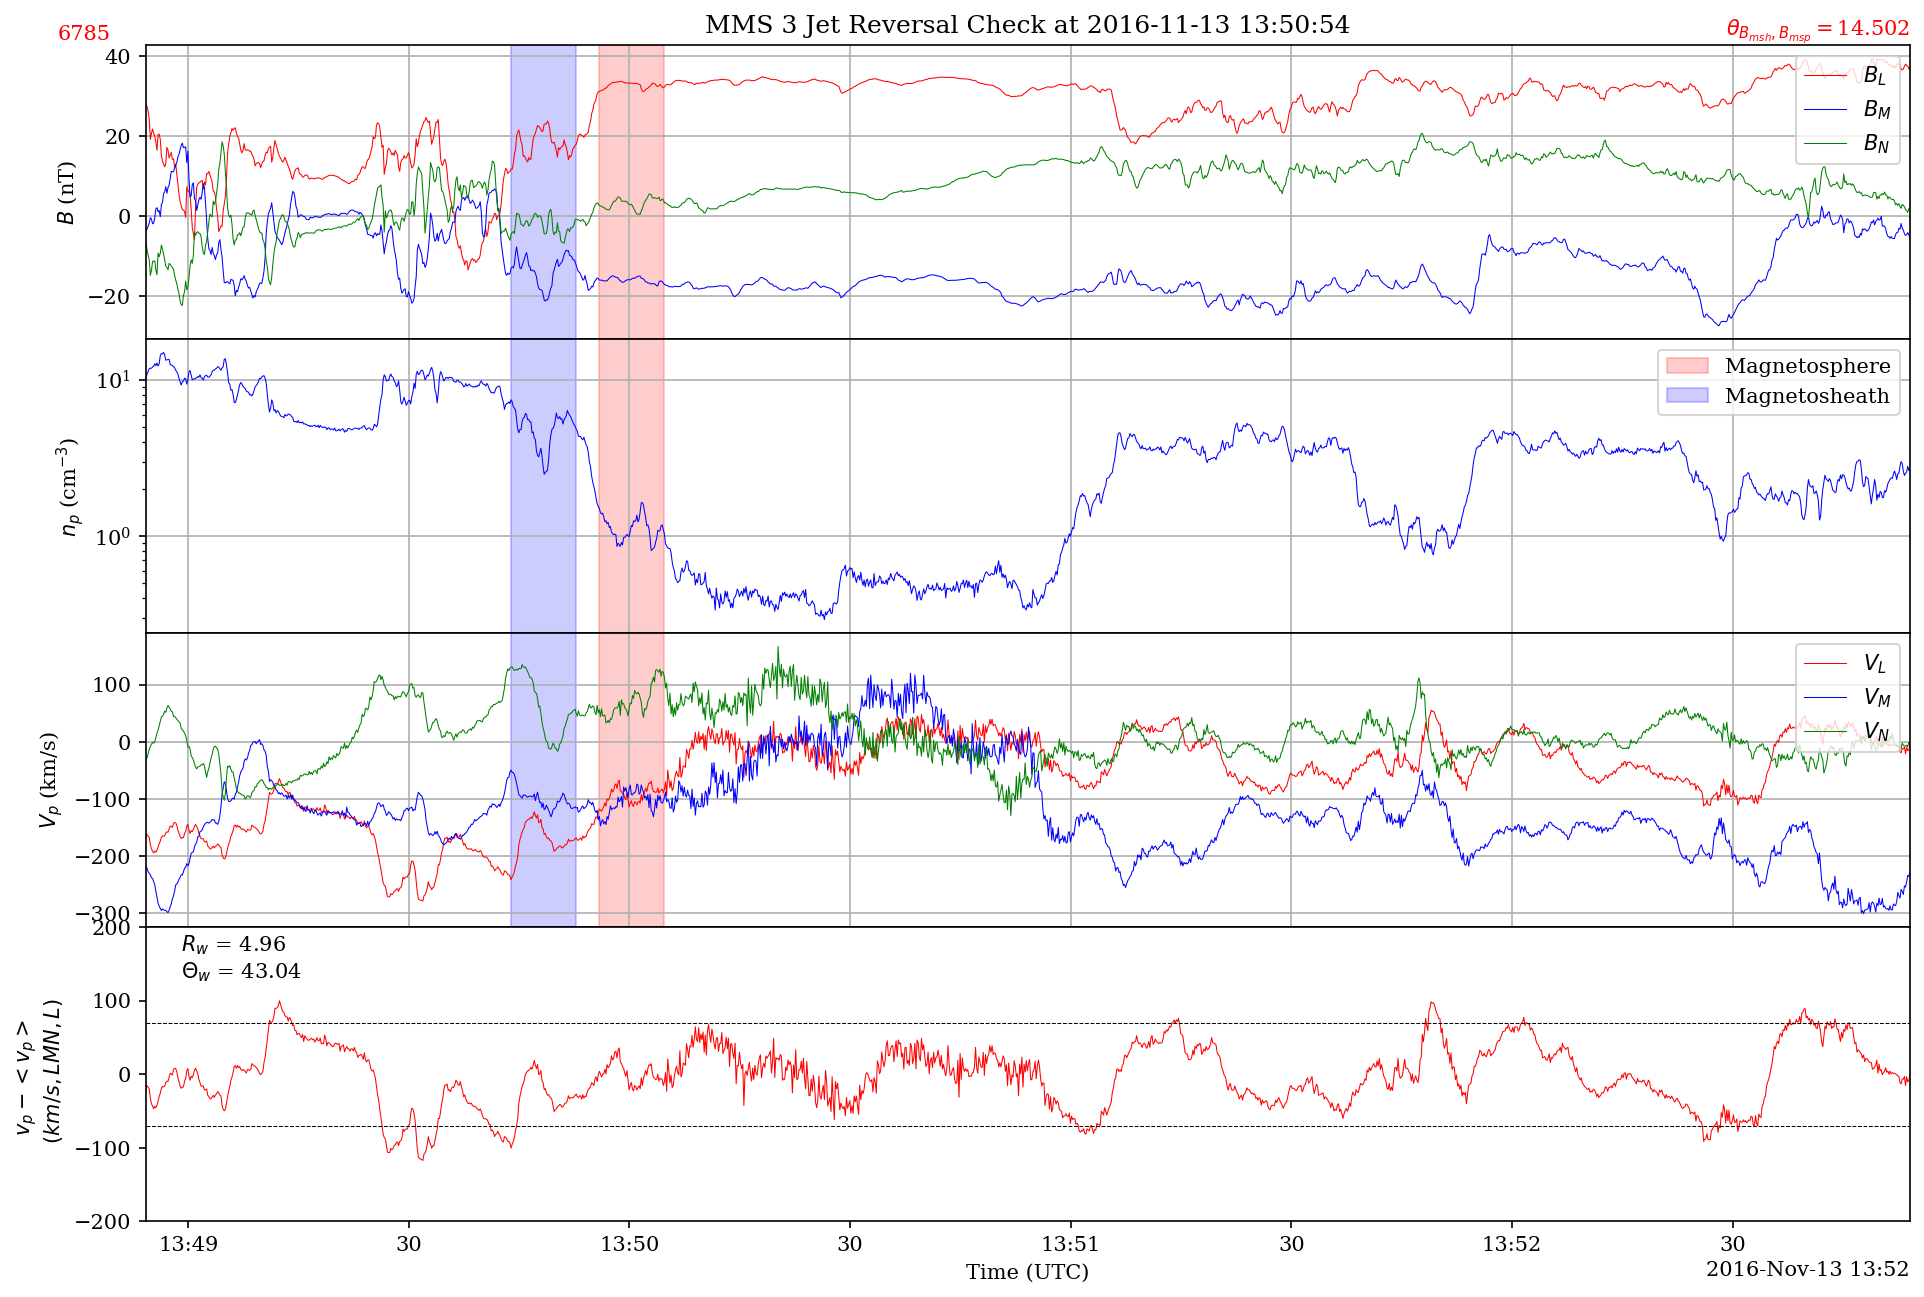 MMS 3 Jet Reversal Check at 2016-11-13 13:50:54
6785
θ_{B_{msh}, B_{msp}} = 14.502
40
20
0
−20
B (nT)
B_L
B_M
B_N
10^1
10^0
n_p (cm^{−3})
Magnetosphere
Magnetosheath
100
0
−100
−200
−300
V_p (km/s)
V_L
V_M
V_N
200
100
0
−100
−200
v_p − < v_p >
(km/s, LMN, L)
R_w = 4.96
Θ_w = 43.04
13:49
30
13:50
30
13:51
30
13:52
30
Time (UTC)
2016-Nov-13 13:52